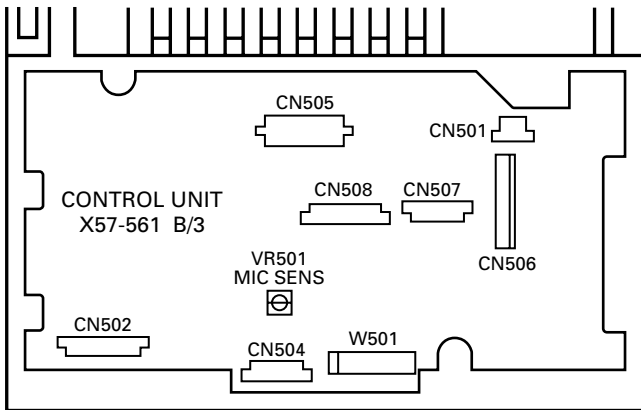 CN505
CN501
CN508
CN507
CONTROL UNIT
X57-561 B/3
VR501
MIC SENS
CN506
CN502
CN504
W501